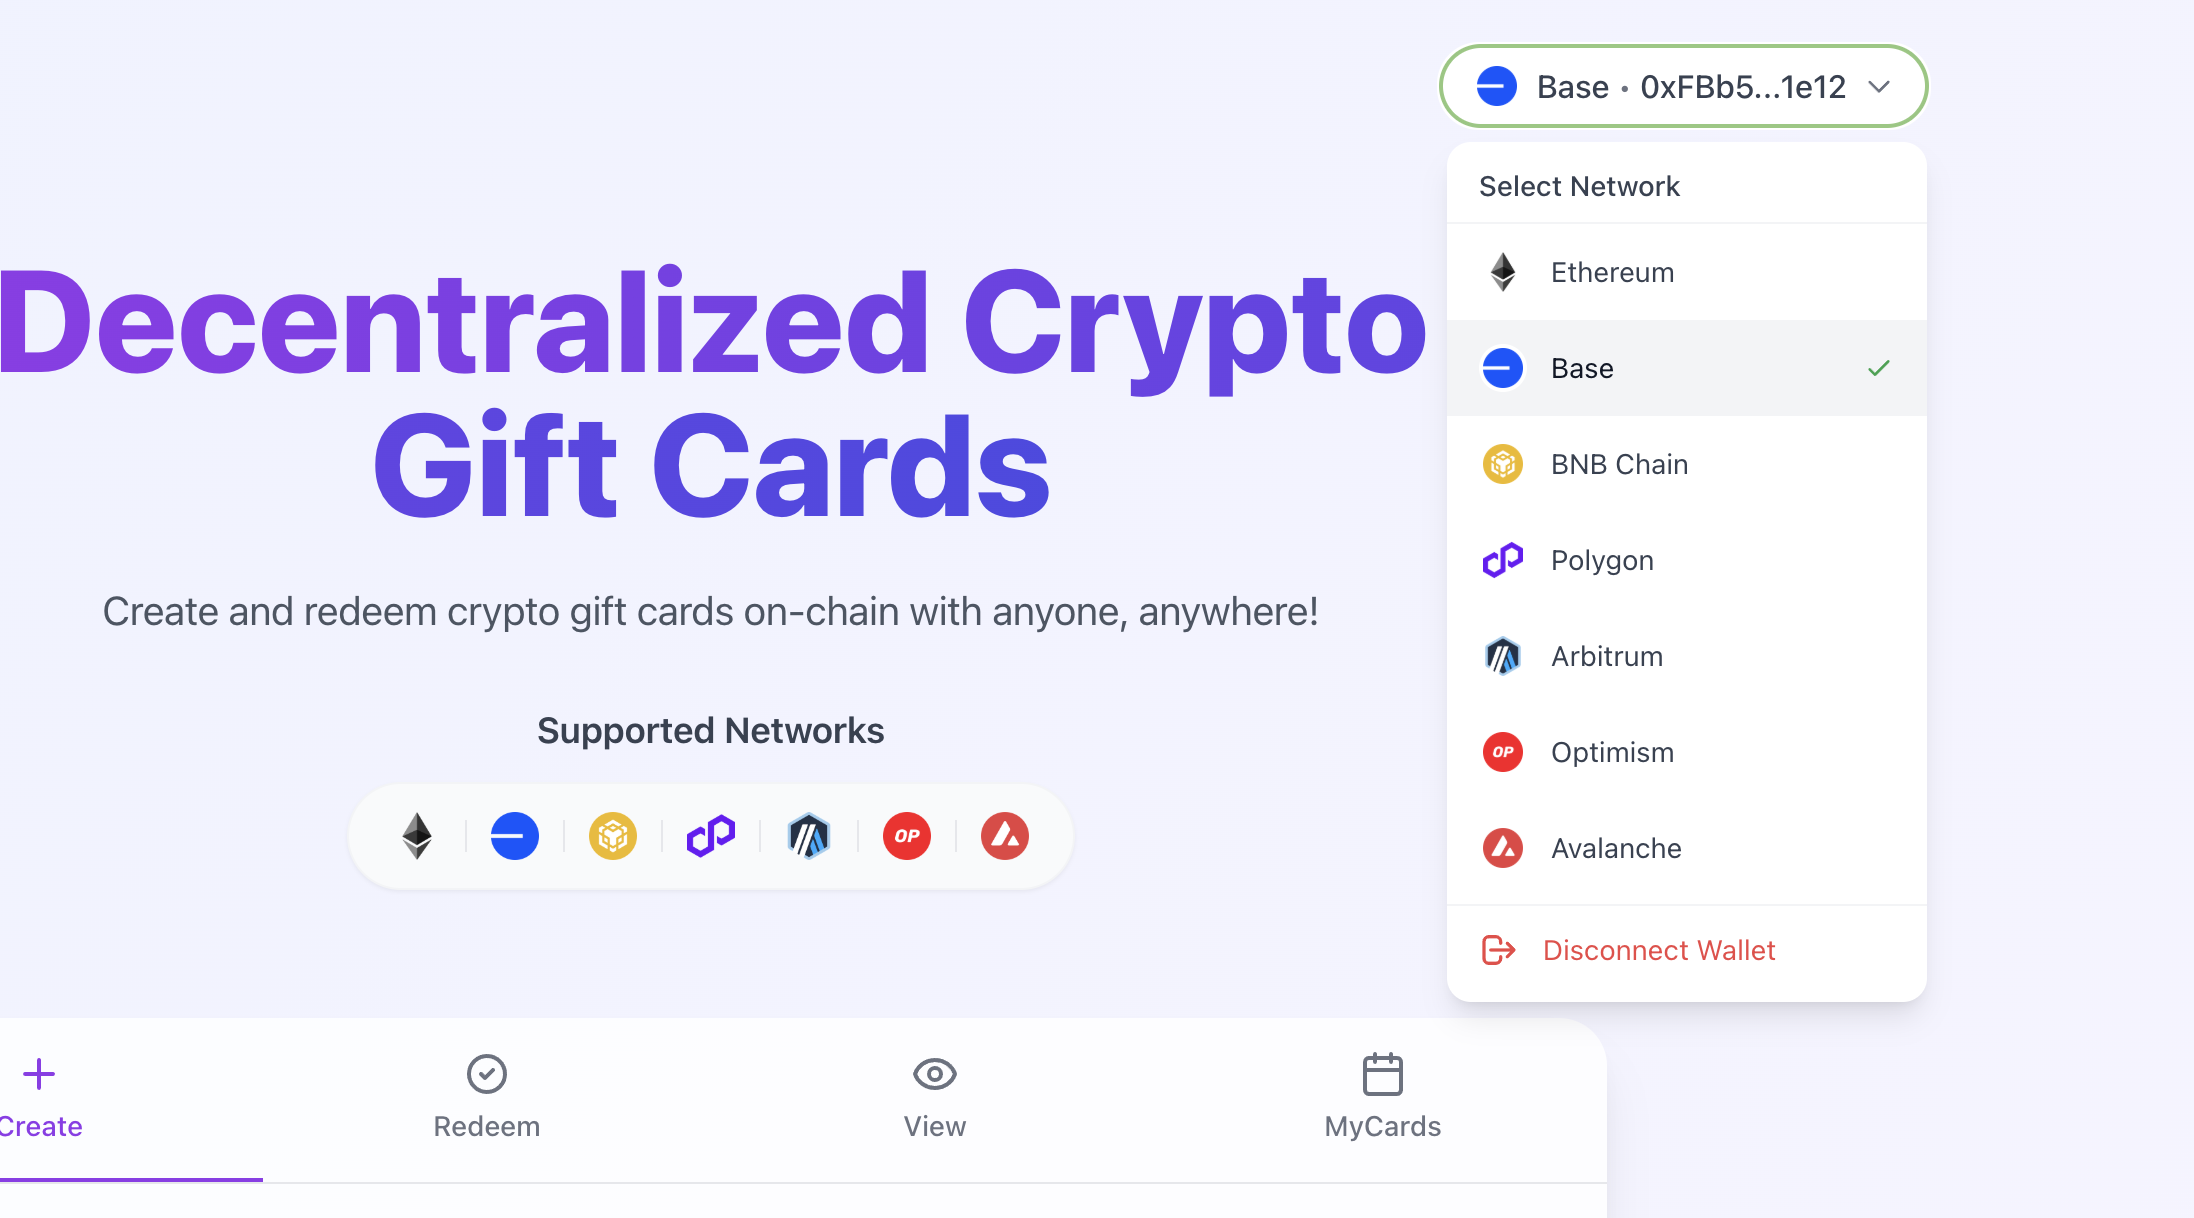 Base • 0xFBb5...1e12
Select Network
Ethereum
Base
BNB Chain
Polygon
Arbitrum
OP Optimism
Avalanche
Disconnect Wallet
Decentralized Crypto
Gift Cards
Create and redeem crypto gift cards on-chain with anyone, anywhere!
Supported Networks
OP
Create
Redeem
View
MyCards